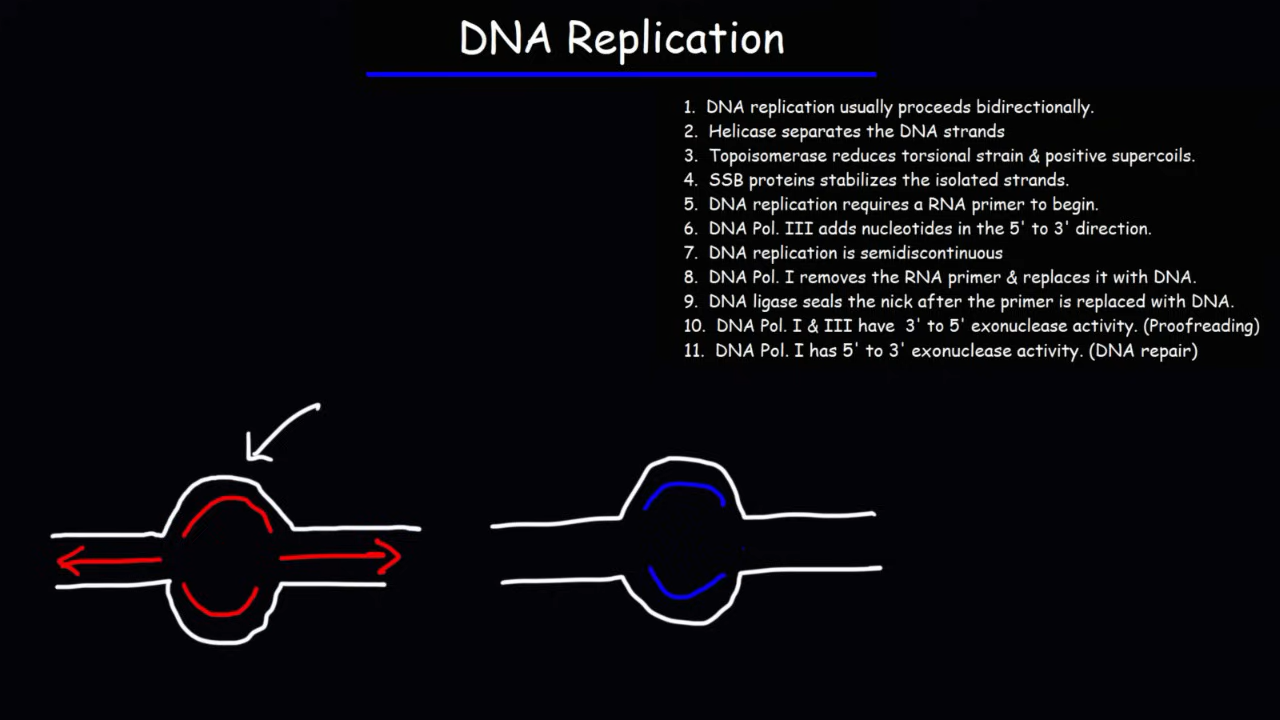 DNA Replication
1. DNA replication usually proceeds bidirectionally.
2. Helicase separates the DNA strands
3. Topoisomerase reduces torsional strain & positive supercoils.
4. SSB proteins stabilizes the isolated strands.
5. DNA replication requires a RNA primer to begin.
6. DNA Pol. III adds nucleotides in the 5' to 3' direction.
7. DNA replication is semidiscontinuous
8. DNA Pol. I removes the RNA primer & replaces it with DNA.
9. DNA ligase seals the nick after the primer is replaced with DNA.
10. DNA Pol. I & III have 3' to 5' exonuclease activity. (Proofreading)
11. DNA Pol. I has 5' to 3' exonuclease activity. (DNA repair)